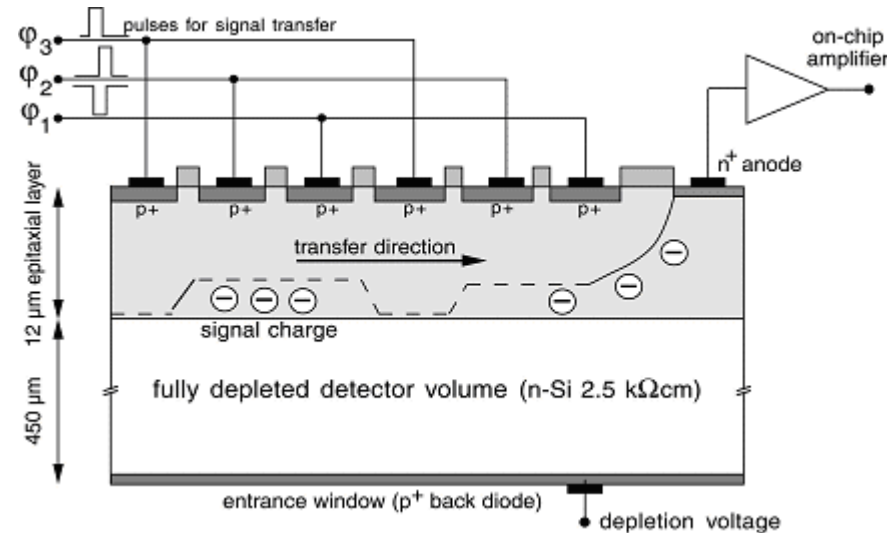 pulses for signal transfer
φ3
φ2
φ1
on-chip
amplifier
n+ anode
p+ p+ p+ p+ p+ p+
transfer direction
12 μm epitaxial layer
signal charge
fully depleted detector volume (n-Si 2.5 kΩcm)
450 μm
entrance window (p+ back diode)
depletion voltage